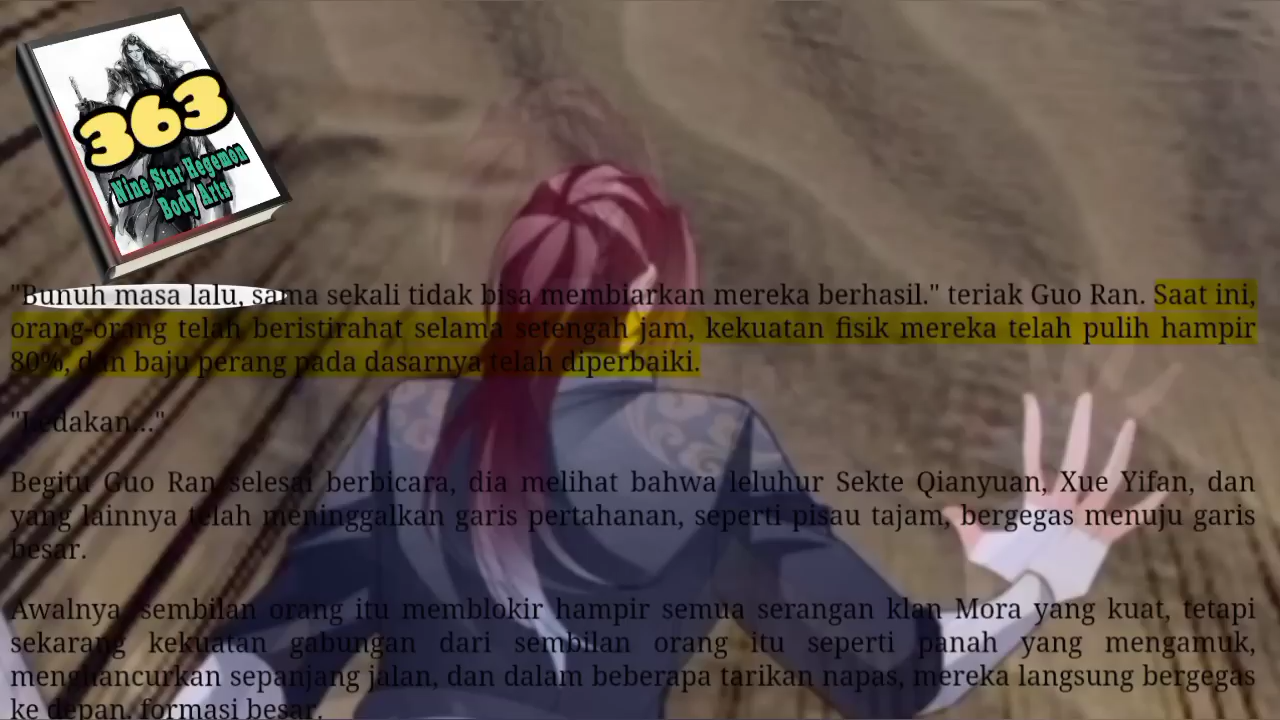 363
Nine Star Hegemon
Body Arts
"Bunuh masa lalu, sama sekali tidak bisa membiarkan mereka berhasil." teriak Guo Ran. Saat ini,
orang-orang telah beristirahat selama setengah jam, kekuatan fisik mereka telah pulih hampir
80%, dan baju perang pada dasarnya telah diperbaiki.
"Ledakan..."
Begitu Guo Ran selesai berbicara, dia melihat bahwa leluhur Sekte Qianyuan, Xue Yifan, dan
yang lainnya telah meninggalkan garis pertahanan, seperti pisau tajam, bergegas menuju garis
besar.
Awalnya, sembilan orang itu memblokir hampir semua serangan klan Mora yang kuat, tetapi
sekarang kekuatan gabungan dari sembilan orang itu seperti panah yang mengamuk,
menghancurkan sepanjang jalan, dan dalam beberapa tarikan napas, mereka langsung bergegas
ke depan. formasi besar.